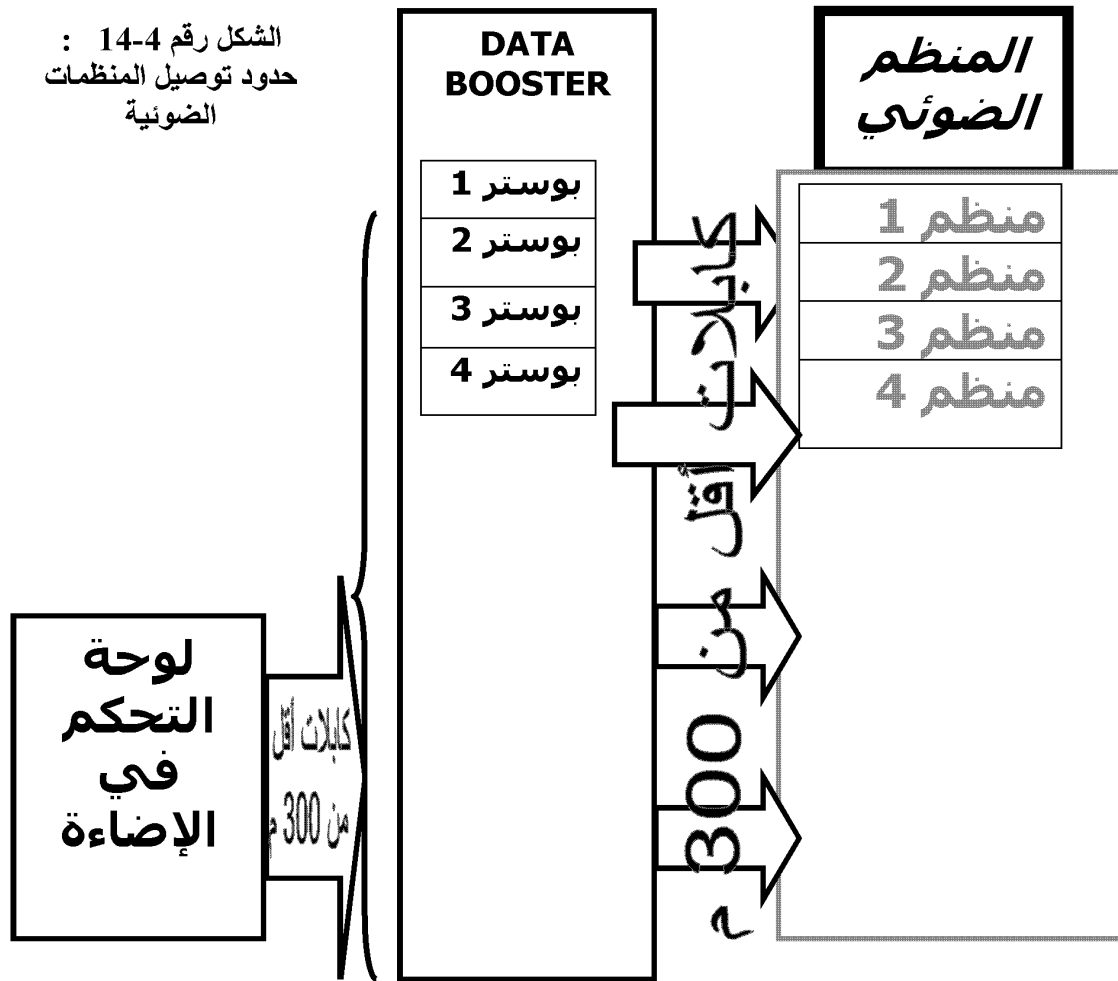 الشكل رقم 4-14 :
حدود توصيل المنظمات
الضوئية
DATA
BOOSTER
بوستر 1
بوستر 2
بوستر 3
بوستر 4
المنظم
الضوئي
منظم 1
منظم 2
منظم 3
منظم 4
كابلات أقل من 300 م
لوحة
التحكم
في
الإضاءة
كابلات أقل
من 300 م